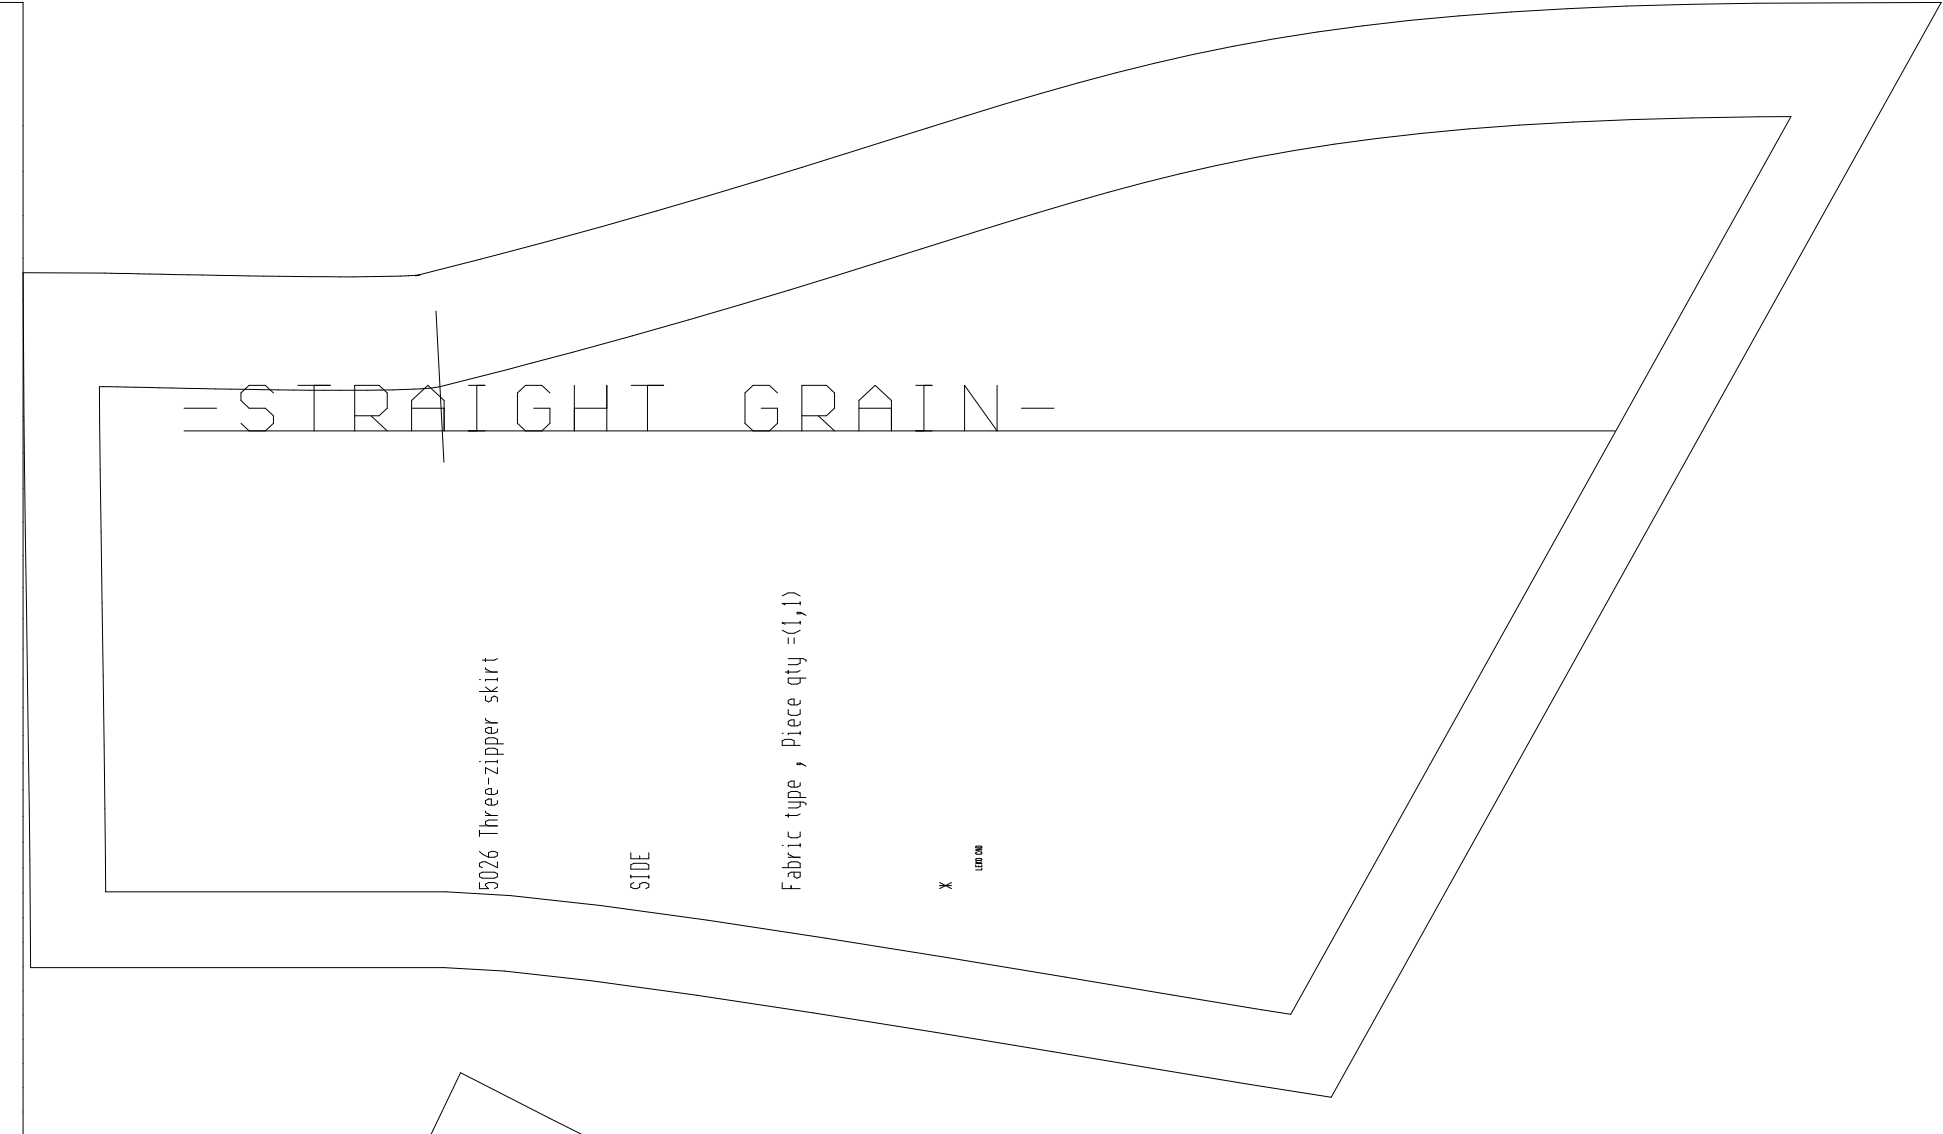 -STRAIGHT GRAIN-
5026 Three-zipper skirt
SIDE
Fabric type , Piece qty =(1,1)
*